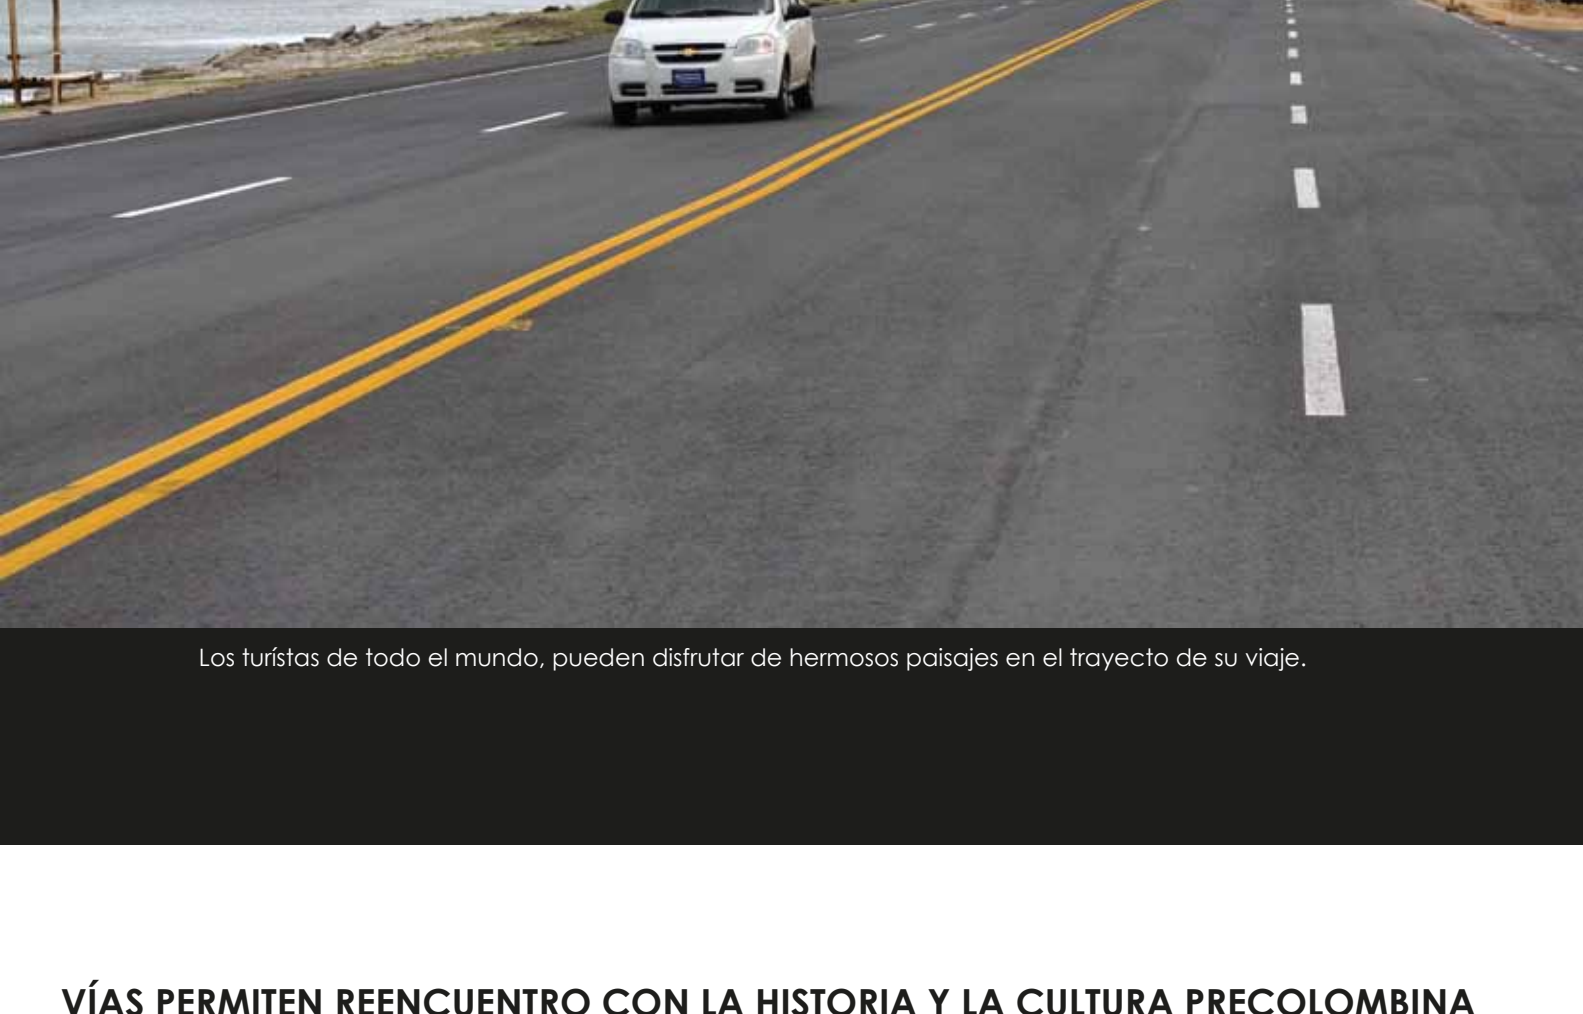 Los turístas de todo el mundo, pueden disfrutar de hermosos paisajes en el trayecto de su viaje.
VÍAS PERMITEN REENCUENTRO CON LA HISTORIA Y LA CULTURA PRECOLOMBINA